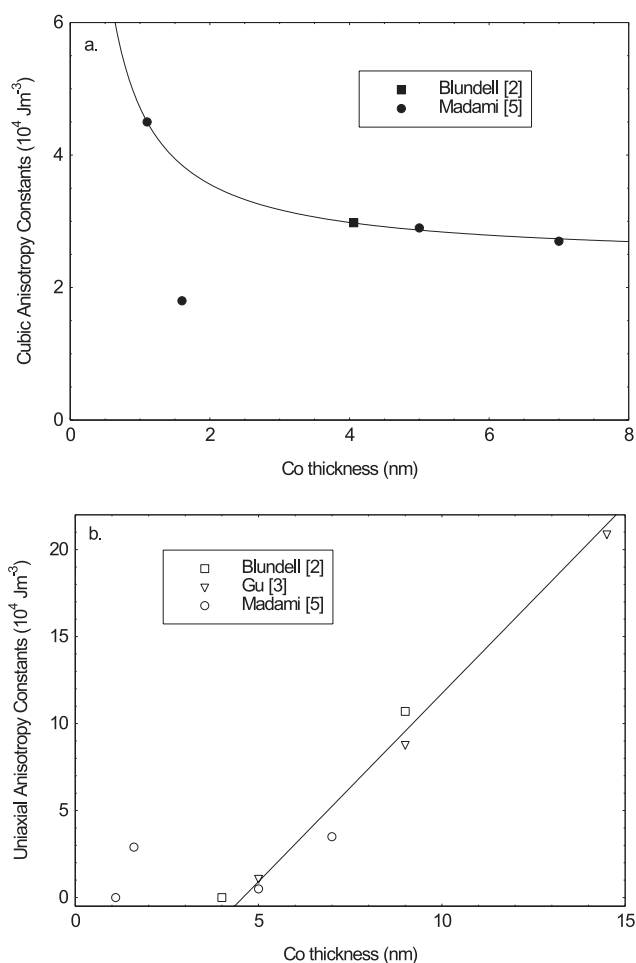 a.
Blundell [2]
Madami [5]
Cubic Anisotropy Constants (10⁴ Jm⁻³)
6
4
2
0
0 2 4 6 8
Co thickness (nm)
b.
Blundell [2]
Gu [3]
Madami [5]
Uniaxial Anisotropy Constants (10⁴ Jm⁻³)
20
15
10
5
0
0 5 10 15
Co thickness (nm)